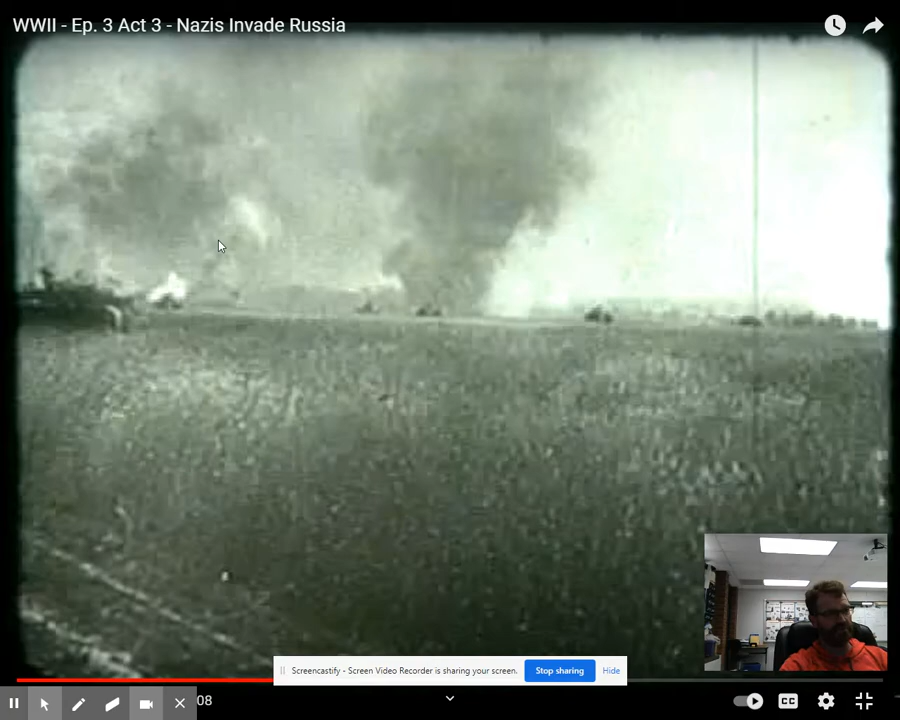 WWII - Ep. 3 Act 3 - Nazis Invade Russia
Screencastify - Screen Video Recorder is sharing your screen.
Stop sharing
Hide
08
CC